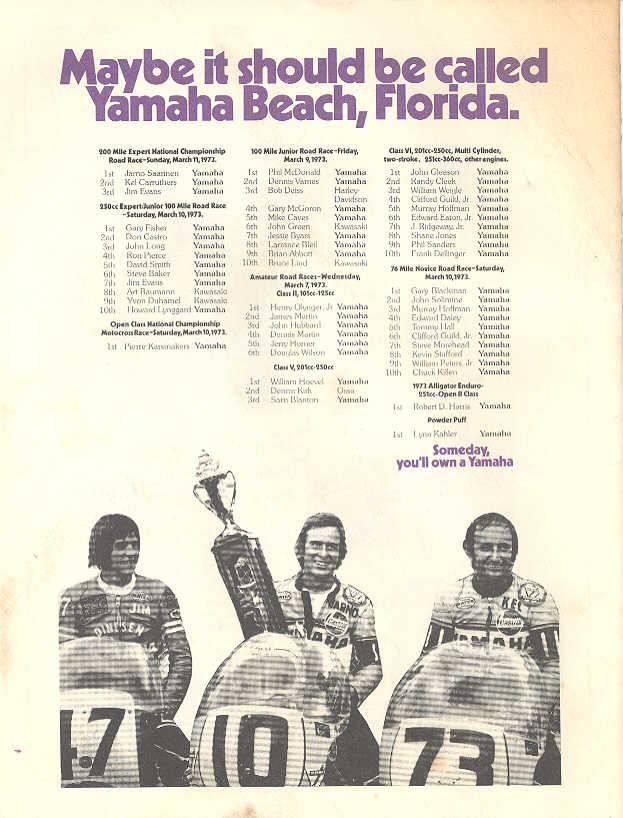 Maybe it should be called
Yamaha Beach, Florida.
200 Mile Expert National Championship
Road Race-Sunday, March 11, 1973.
1st Jarno Saarinen Yamaha
2nd Kel Carruthers Yamaha
3rd Jim Evans Yamaha
250cc Expert/Junior 100 Mile Road Race
-Saturday, March 10, 1973.
1st Gary Fisher Yamaha
2nd Don Castro Yamaha
3rd John Long Yamaha
4th Ron Pierce Yamaha
5th David Smith Yamaha
6th Steve Baker Yamaha
7th Jim Evans Yamaha
8th Art Baumann Kawasaki
9th Yvon Duhamel Kawasaki
10th Howard Lynggard Yamaha
Open Class National Championship
Motocross Race-Saturday, March 10, 1973.
1st Pierre Karsmakers Yamaha
100 Mile Junior Road Race-Friday,
March 9, 1973.
1st Phil McDonald Yamaha
2nd Dennis Varnes Yamaha
3rd Bob Deiss Harley
Davidson
4th Gary McGoron Yamaha
5th Mike Caves Yamaha
6th John Green Kawasaki
7th Jessie Byars Yamaha
8th Larrance Bleil Yamaha
9th Brian Abbott Yamaha
10th Bruce Lind Kawasaki
Amateur Road Races-Wednesday,
March 7, 1973.
Class II, 101cc-125cc
1st Henry Olynger, Jr. Yamaha
2nd James Martin Yamaha
3rd John Hubbard Yamaha
4th Dennis Martin Yamaha
5th Jerry Horner Yamaha
6th Douglas Wilson Yamaha
Class V, 201cc-250cc
1st William Hoevel Yamaha
2nd Dennis Kirk Ossa
3rd Sam Blanton Yamaha
Class VI, 201cc-250cc, Multi Cylinder,
two-stroke, 251cc-360cc, other engines.
1st John Gleason Yamaha
2nd Randy Cleek Yamaha
3rd William Weigle Yamaha
4th Clifford Guild, Jr. Yamaha
5th Murray Hoffman Yamaha
6th Edward Eaton, Jr. Yamaha
7th J. Ridgeway, Jr. Yamaha
8th Shane Jones Yamaha
9th Phil Sanders Yamaha
10th Frank Dellinger Yamaha
76 Mile Novice Road Race-Saturday,
March 10, 1973.
1st Gary Blackman Yamaha
2nd John Solimine Yamaha
3rd Murray Hoffman Yamaha
4th Edward Daley Yamaha
5th Tommy Hall Yamaha
6th Clifford Guild, Jr. Yamaha
7th Steve Morehead Yamaha
8th Kevin Stafford Yamaha
9th William Peters, Jr. Yamaha
10th Chuck Killen Yamaha
1973 Alligator Enduro-
251cc-Open B Class
1st Robert D. Harris Yamaha
Powder Puff
1st Lynn Kahler Yamaha
Someday,
you'll own a Yamaha
JIM
JARNO
YAMAHA
KEL
YAMAHA
47
10
73